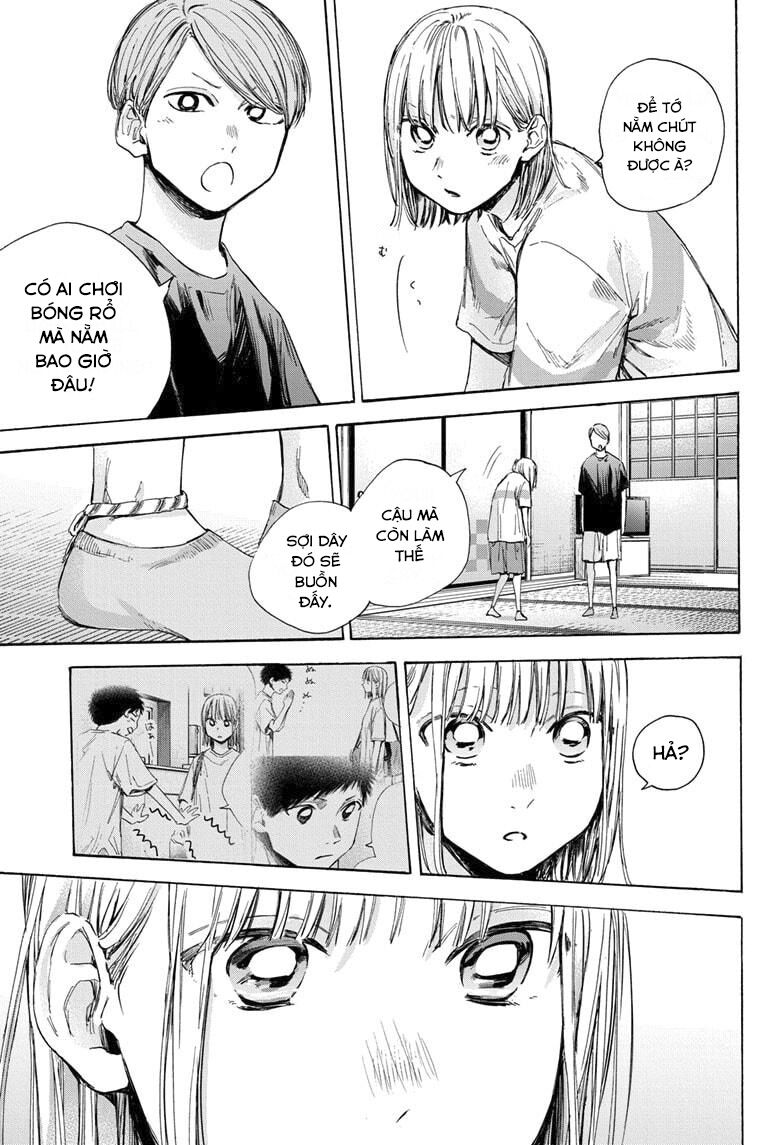 ĐỂ TỚ
NẰM CHÚT
KHÔNG
ĐƯỢC À?
む
CÓ AI CHƠI
BÓNG RỔ
MÀ NẰM
BAO GIỜ
ĐÂU!
CẬU MÀ
CÒN LÀM
THẾ
SỢI DÂY
ĐÓ SẼ
BUỒN
ĐẤY.
HẢ?